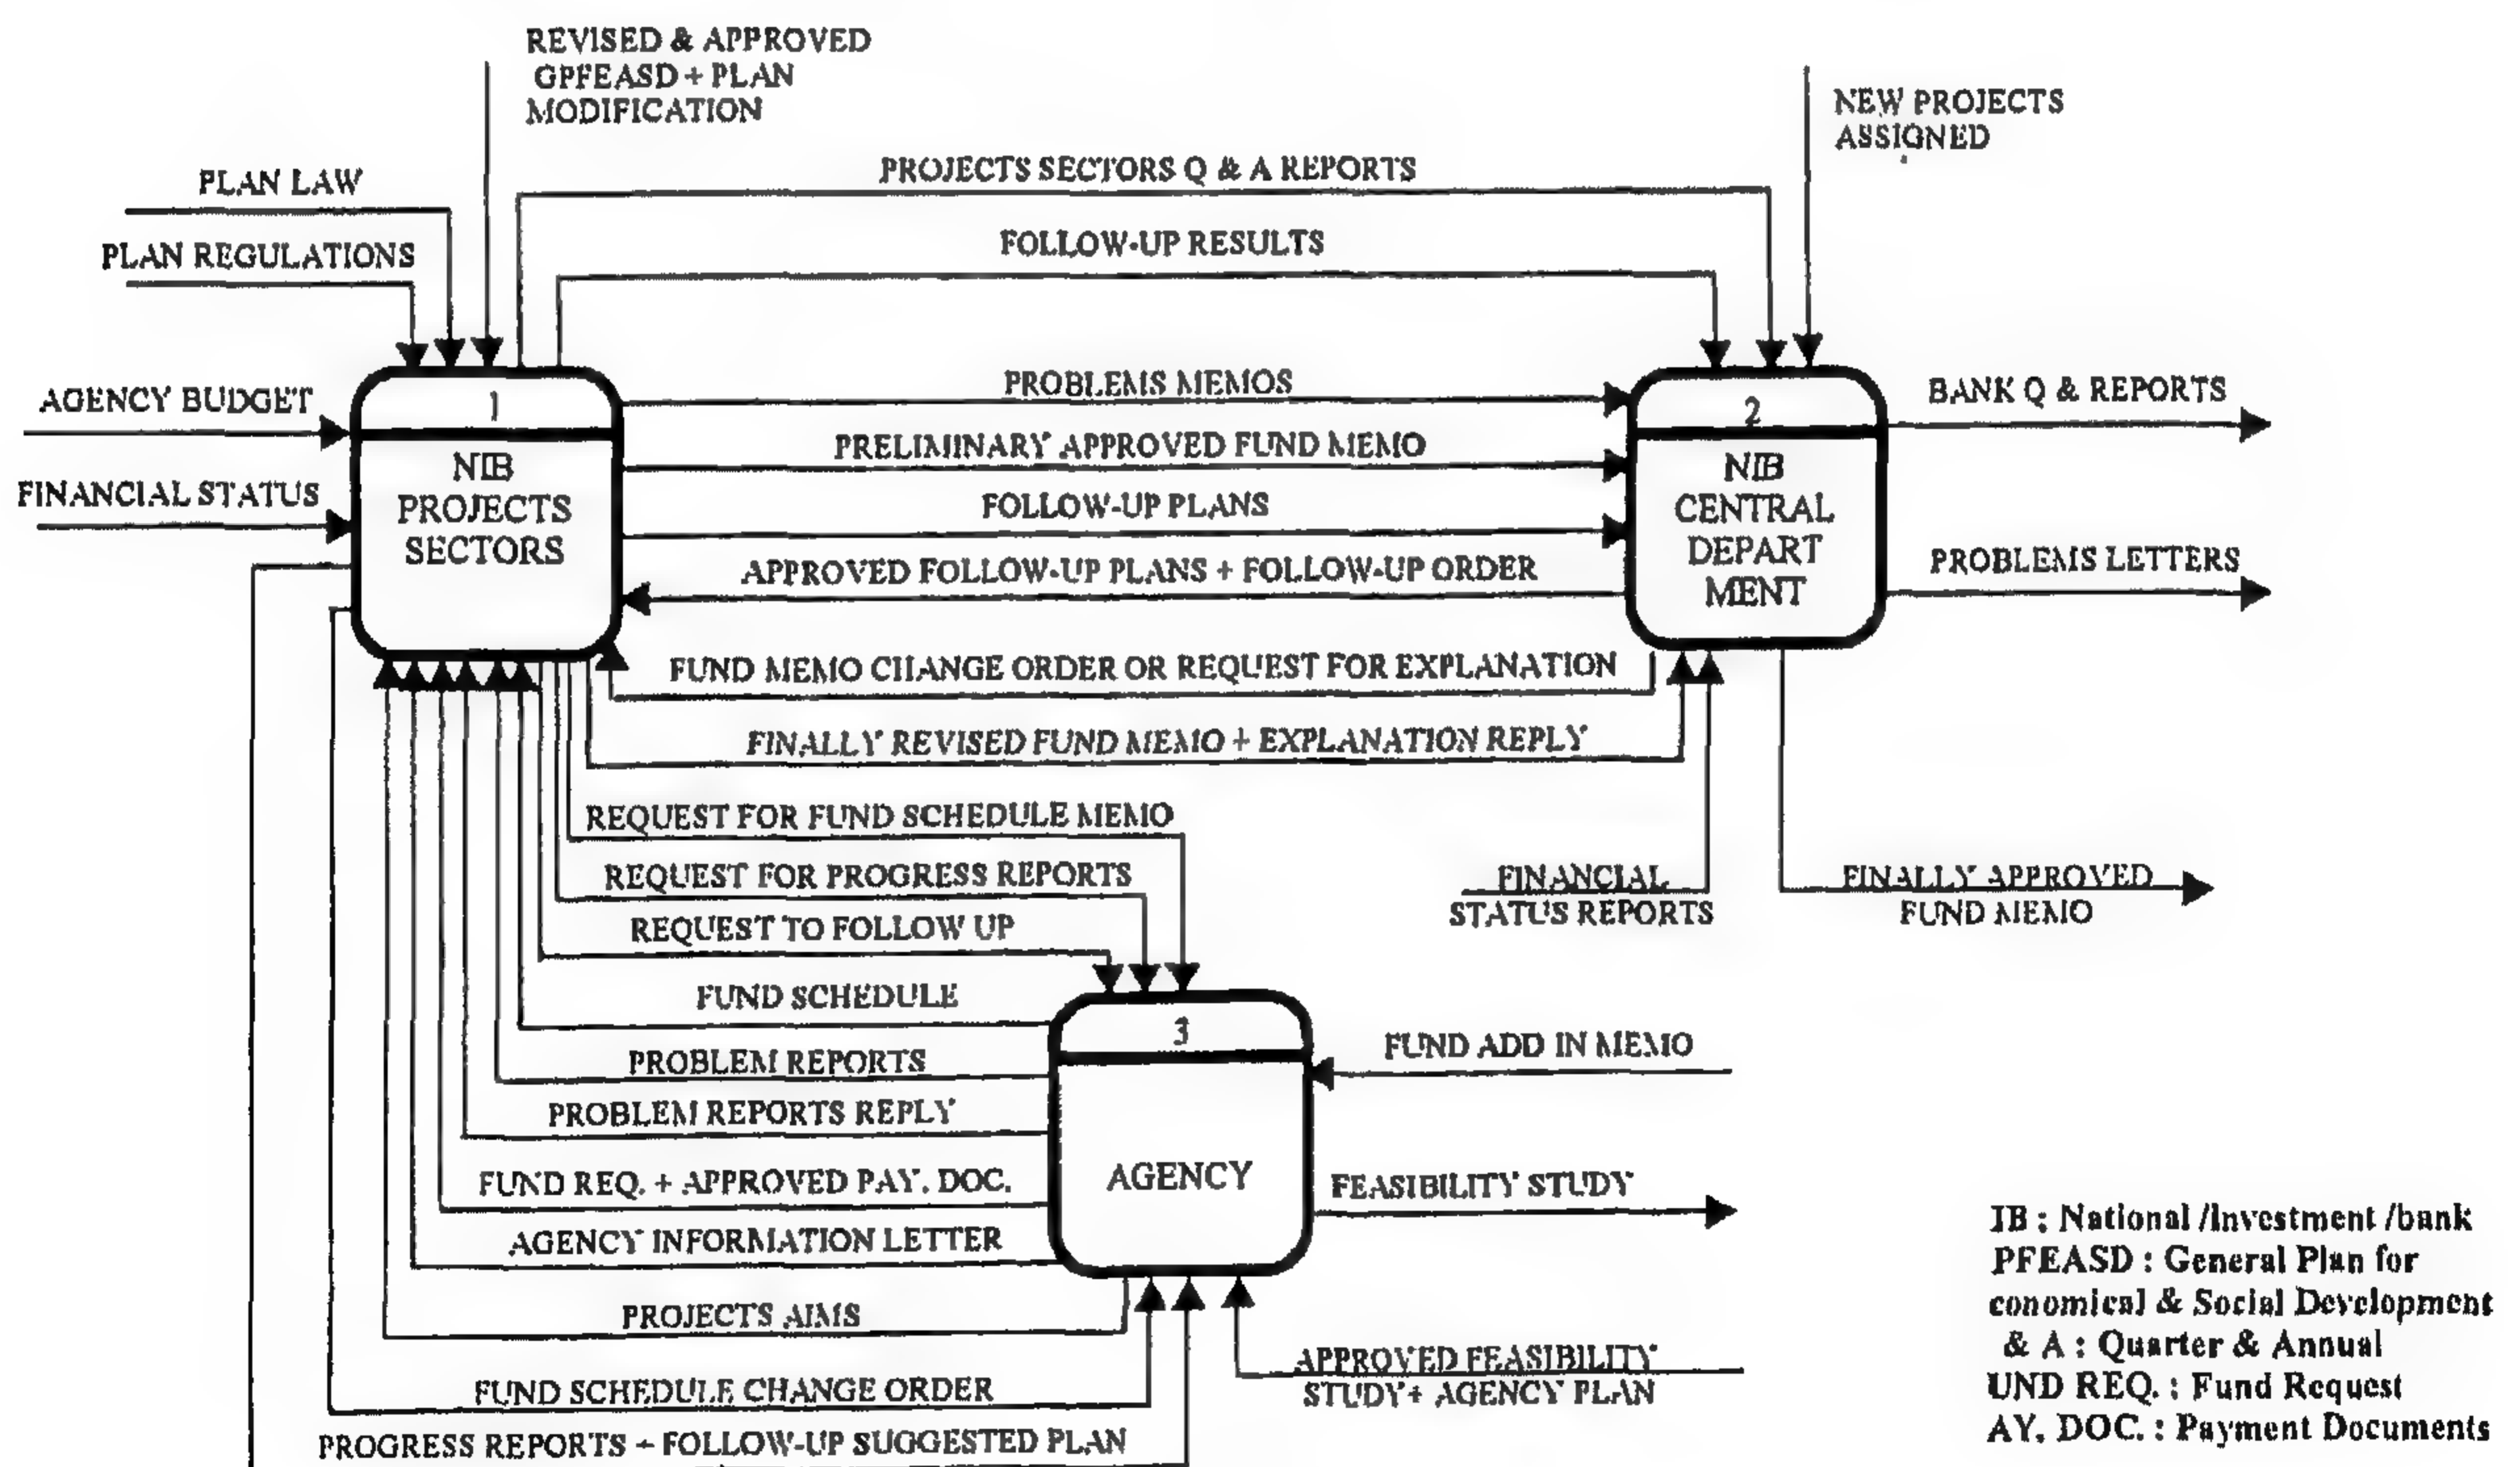 REVISED & APPROVED
GPFEASD + PLAN
MODIFICATION
NEW PROJECTS
ASSIGNED
PLAN LAW
PROJECTS SECTORS Q & A REPORTS
PLAN REGULATIONS
FOLLOW-UP RESULTS
AGENCY BUDGET
FINANCIAL STATUS
1
NIB
PROJECTS
SECTORS
PROBLEMS MEMOS
PRELIMINARY APPROVED FUND MEMO
FOLLOW-UP PLANS
APPROVED FOLLOW-UP PLANS + FOLLOW-UP ORDER
2
NIB
CENTRAL
DEPART
MENT
BANK Q & REPORTS
PROBLEMS LETTERS
FUND MEMO CHANGE ORDER OR REQUEST FOR EXPLANATION
FINALLY REVISED FUND MEMO + EXPLANATION REPLY
REQUEST FOR FUND SCHEDULE MEMO
REQUEST FOR PROGRESS REPORTS
REQUEST TO FOLLOW UP
FINANCIAL
STATUS REPORTS
FINALLY APPROVED
FUND MEMO
FUND SCHEDULE
PROBLEM REPORTS
PROBLEM REPORTS REPLY
FUND REQ. + APPROVED PAY. DOC.
AGENCY INFORMATION LETTER
PROJECTS AIMS
FUND SCHEDULE CHANGE ORDER
PROGRESS REPORTS - FOLLOW-UP SUGGESTED PLAN
3
AGENCY
FUND ADD IN MEMO
FEASIBILITY STUDY
APPROVED FEASIBILITY
STUDY+ AGENCY PLAN
IB : National /Investment /bank
PFEASD : General Plan for
conomical & Social Development
& A : Quarter & Annual
UND REQ. : Fund Request
AY. DOC. : Payment Documents